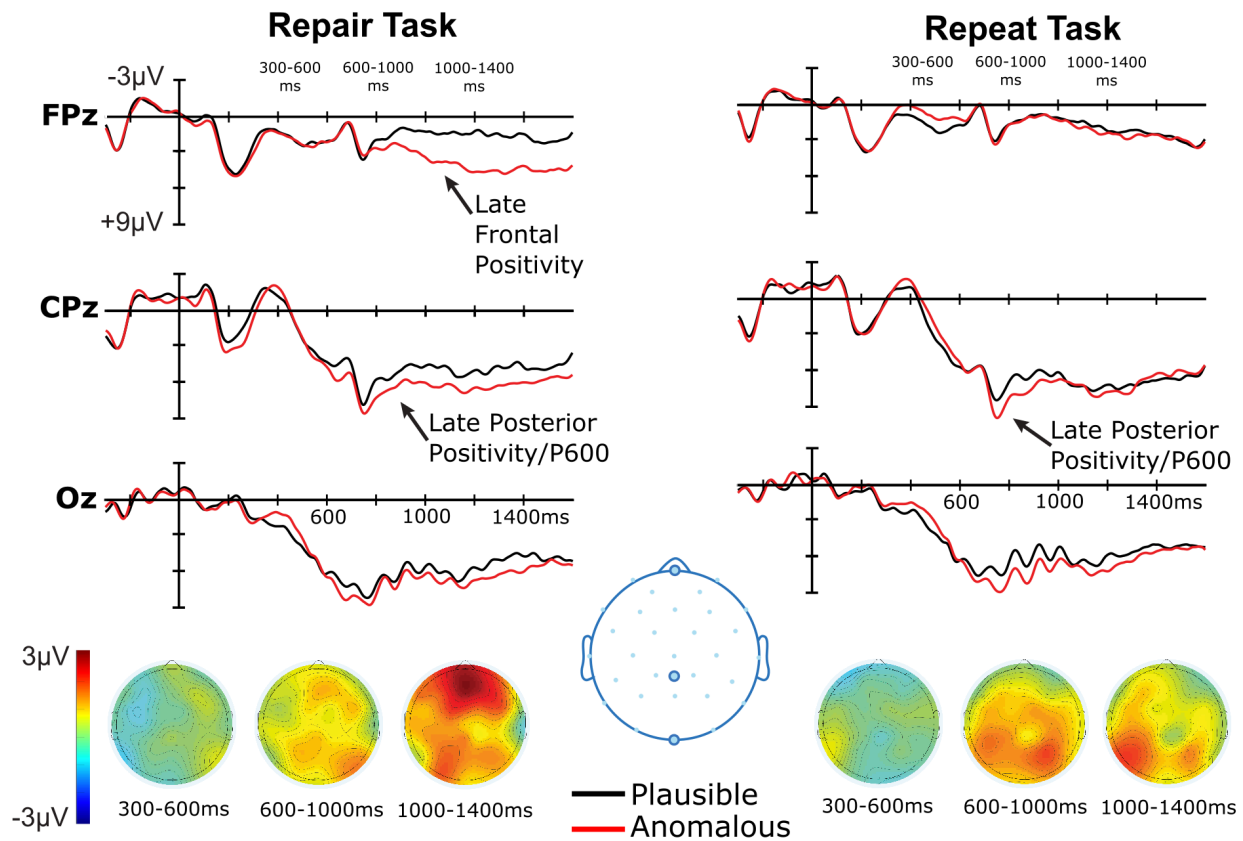 Repair Task
Repeat Task
300-600
ms
600-1000
ms
1000-1400
ms
300-600
ms
600-1000
ms
1000-1400
ms
-3µV
FPz
+9µV
Late
Frontal
Positivity
CPz
Late Posterior
Positivity/P600
Late Posterior
Positivity/P600
Oz
600
1000
1400ms
600
1000
1400ms
3µV
-3µV
300-600ms
600-1000ms
1000-1400ms
Plausible
Anomalous
300-600ms
600-1000ms
1000-1400ms